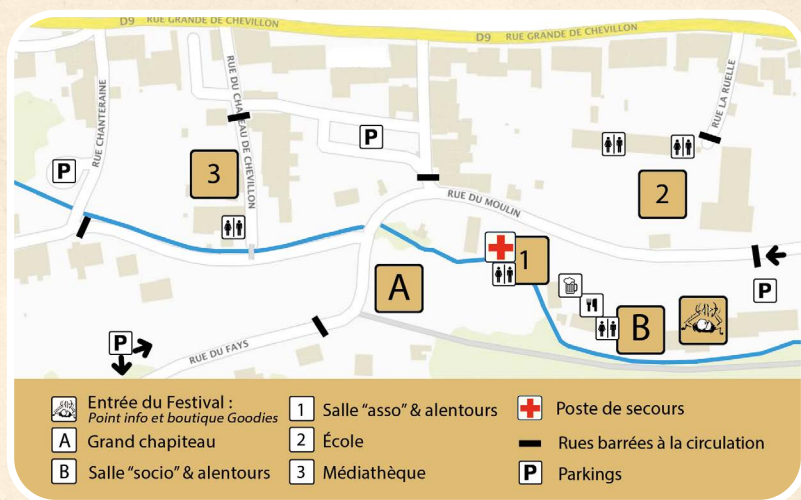 D9 RUE GRANDE DE CHEVILLON
D9 RUE GRANDE DE CHEVILLON
RUE CHANTERAINE
RUE DU CHATEAU DE CHEVILLON
RUE LA RUELLE
P
P
3
2
RUE DU MOULIN
1
A
P
B
P
RUE DU FAYS
Entrée du Festival :
Point info et boutique Goodies
A Grand chapiteau
B Salle “socio” & alentours
1 Salle “asso” & alentours
2 École
3 Médiathèque
Poste de secours
Rues barrées à la circulation
P Parkings